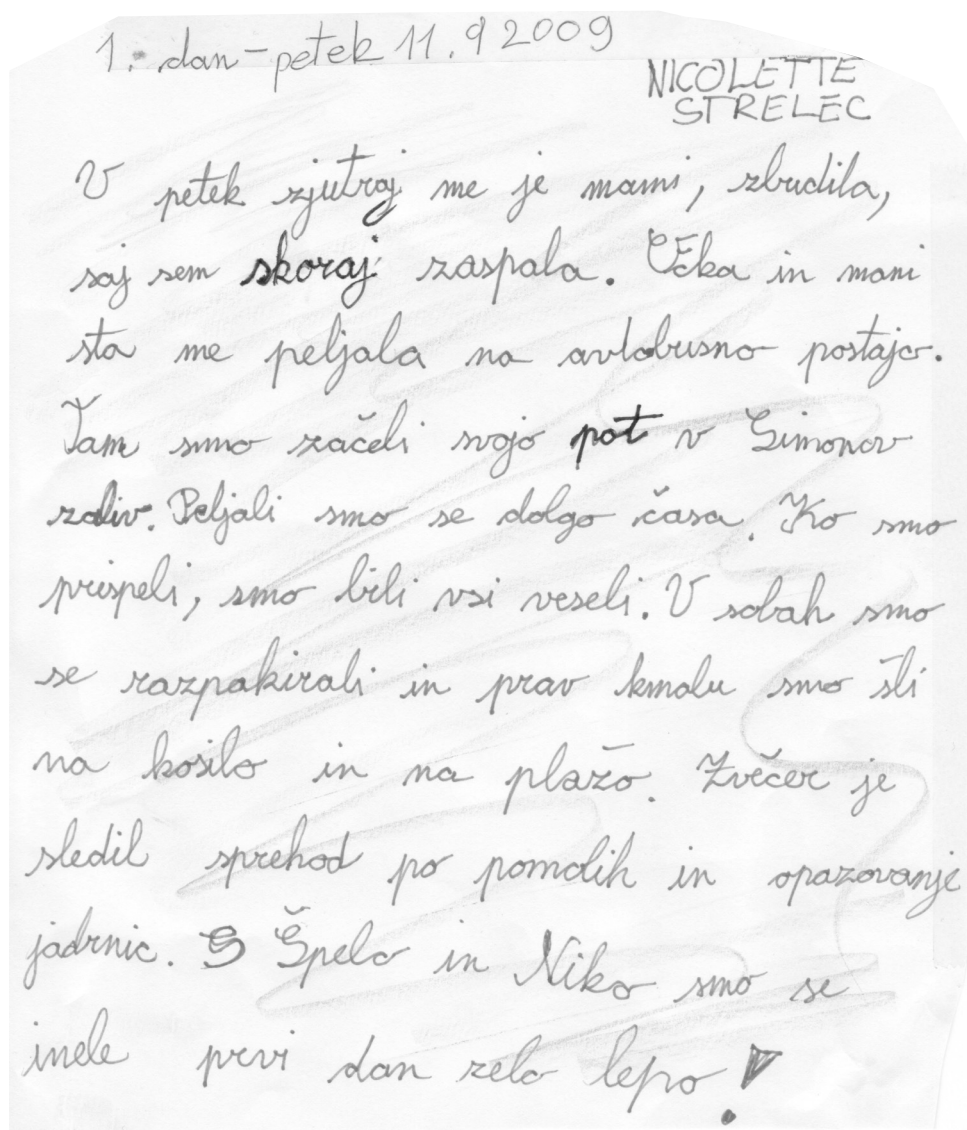 1. dan - petek 11. 9 2009
NICOLETTE
STRELEC
V petek zjutraj me je mami, zbudila,
saj sem skoraj zaspala. Očka in mami
sta me peljala na avtobusno postajo.
Tam smo začeli svojo pot v Simonov
zaliv. Peljali smo se dolgo časa. Ko smo
prispeli, smo bili vsi veseli. V sobah smo
se razpakirali in prav kmalu smo šli
na kosilo in na plažo. Zvečer je
sledil sprehod po pomolih in opazovanje
jadrnic. S Špelo in Niko smo se
imele prvi dan zelo lepo!